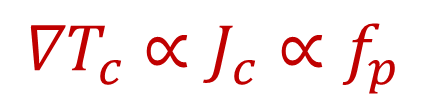 ∇T_c ∝ J_c ∝ f_p